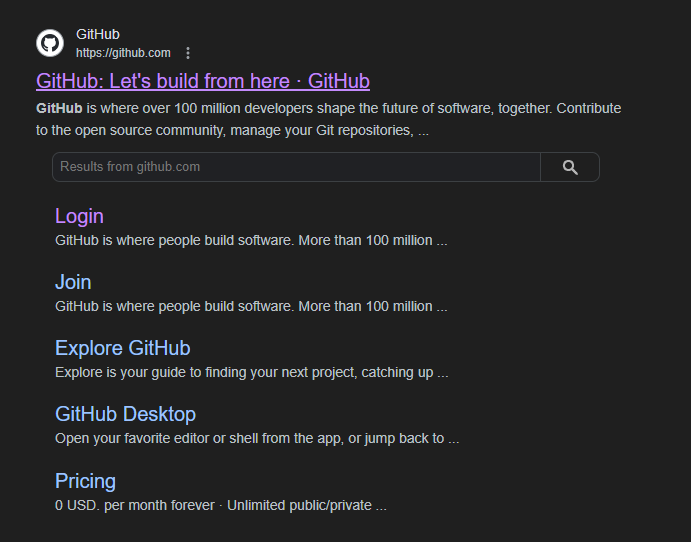 GitHub
https://github.com
GitHub: Let's build from here · GitHub
GitHub is where over 100 million developers shape the future of software, together. Contribute
to the open source community, manage your Git repositories, ...
Results from github.com
Login
GitHub is where people build software. More than 100 million ...
Join
GitHub is where people build software. More than 100 million ...
Explore GitHub
Explore is your guide to finding your next project, catching up ...
GitHub Desktop
Open your favorite editor or shell from the app, or jump back to ...
Pricing
0 USD. per month forever · Unlimited public/private ...